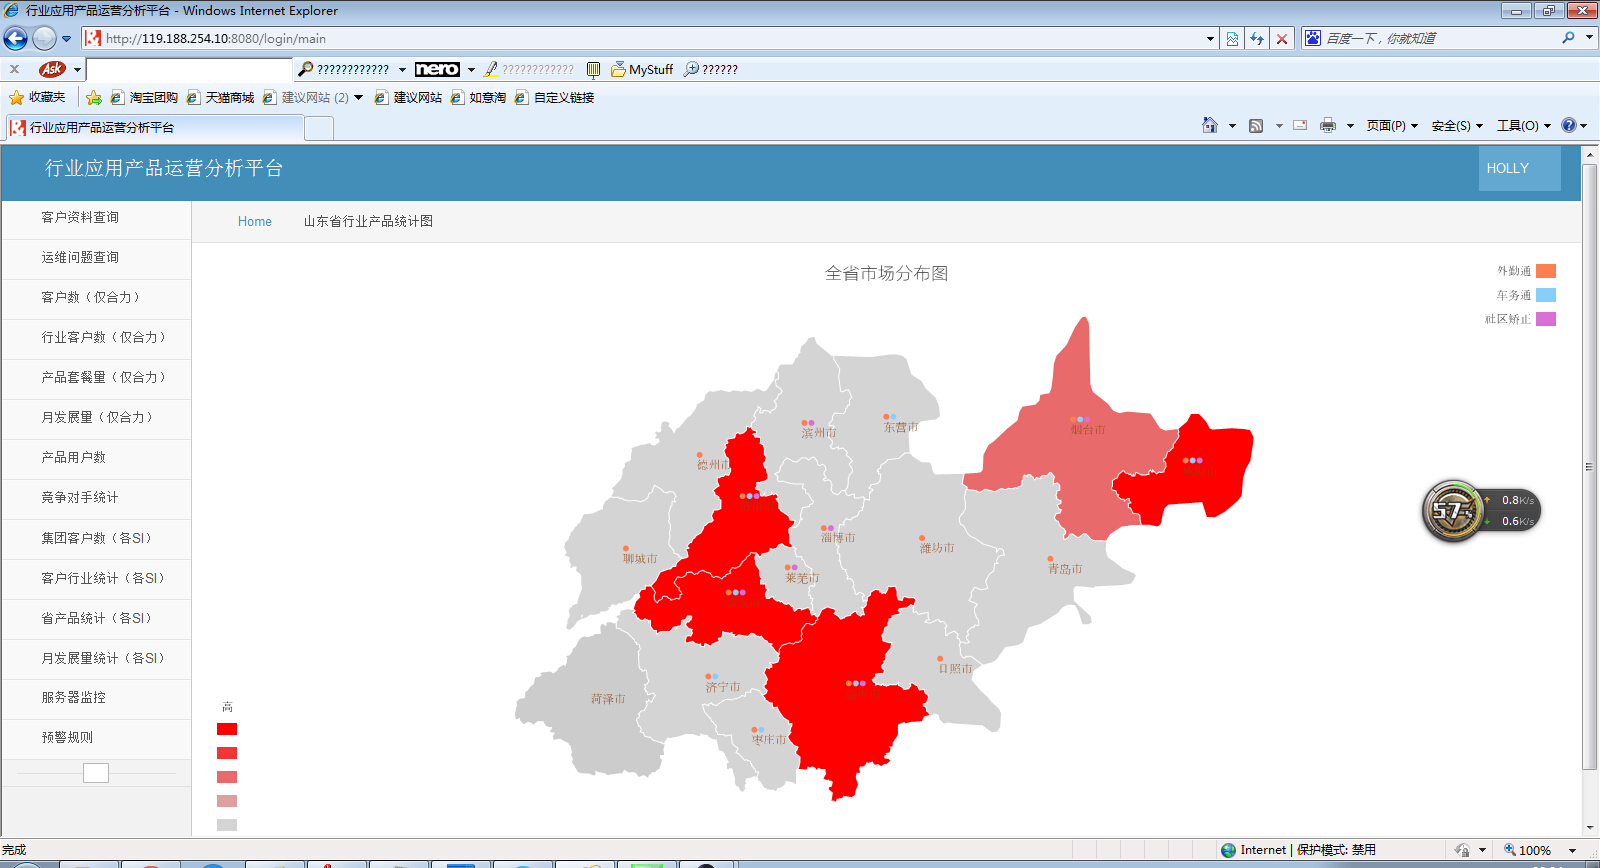 行业应用产品运营分析平台 - Windows Internet Explorer
http://119.188.254.10:8080/login/main
百度一下，你就知道
x Ask ???????????? nero ???????????? MyStuff ??????
收藏夹 淘宝团购 天猫商城 建议网站 (2) 建议网站 如意淘 自定义链接
行业应用产品运营分析平台
页面(P) 安全(S) 工具(O)
行业应用产品运营分析平台
HOLLY
客户资料查询
运维问题查询
客户数（仅合力）
行业客户数（仅合力）
产品套餐量（仅合力）
月发展量（仅合力）
产品用户数
竞争对手统计
集团客户数（各SI）
客户行业统计（各SI）
省产品统计（各SI）
月发展量统计（各SI）
服务器监控
预警规则
Home 山东省行业产品统计图
全省市场分布图
外勤通
车务通
社区矫正
滨州市
东营市
烟台市
德州市
淄博市
潍坊市
聊城市
莱芜市
青岛市
日照市
济宁市
菏泽市
枣庄市
高
57%
0.8K/s
0.6K/s
完成
Internet | 保护模式: 禁用
100%